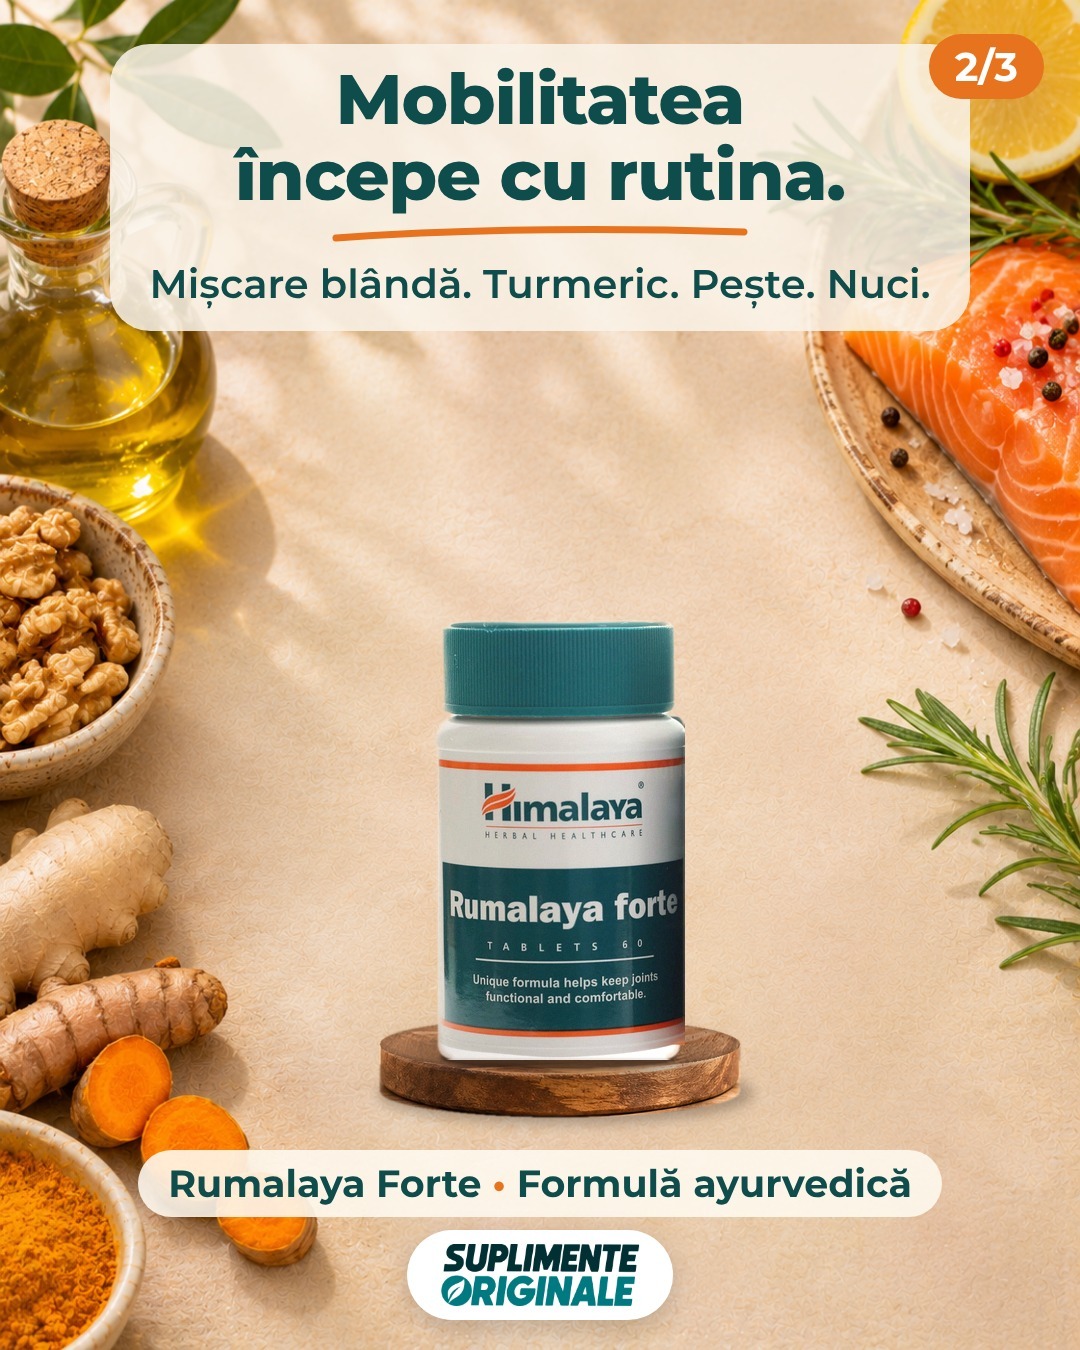 2/3
Mobilitatea
începe cu rutina.
Mișcare blândă. Turmeric. Pește. Nuci.
Himalaya®
HERBAL HEALTHCARE
Rumalaya forte
TABLETS 60
Unique formula helps keep joints
functional and comfortable.
Rumalaya Forte • Formulă ayurvedică
SUPLIMENTE
ORIGINALE